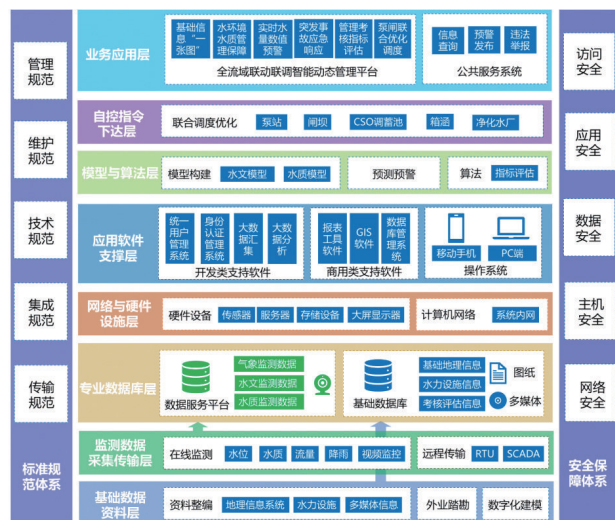 管理
规范
维护
规范
技术
规范
集成
规范
传输
规范
标准规
范体系
业务应用层
基础信
息“一
张图”
水环境
水质管
理保障
实时水
量数值
预警
突发事
故应急
响应
管理考
核指标
评估
泵闸联
合优化
调度
全流域联动联调智能动态管理平台
信息
查询
预警
发布
违法
举报
公共服务系统
自控指令
下达层
联合调度优化
泵站
闸坝
CSO调蓄池
箱涵
净化水厂
模型与算法层
模型构建
水文模型
水质模型
预测预警
算法
指标评估
应用软件
支撑层
统一
用户
管理
系统
身份
认证
管理
系统
大数
据汇
集
大数
据分
析
开发类支持软件
报表
工具
软件
GIS
软件
数据
库管
理系
统
商用类支持软件
移动手机
PC端
操作系统
网络与硬件
设施层
硬件设备
传感器
服务器
存储设备
大屏显示器
计算机网络
系统内网
专业数据库层
数据服务平台
气象监测数据
水文监测数据
水质监测数据
基础数据库
基础地理信息
水力设施信息
考核评估信息
图纸
多媒体
监测数据
采集传输层
在线监测
水位
水质
流量
降雨
视频监控
远程传输
RTU
SCADA
基础数据
资料层
资料整编
地理信息系统
水力设施
多媒体信息
外业踏勘
数字化建模
访问
安全
应用
安全
数据
安全
主机
安全
网络
安全
安全保
障体系